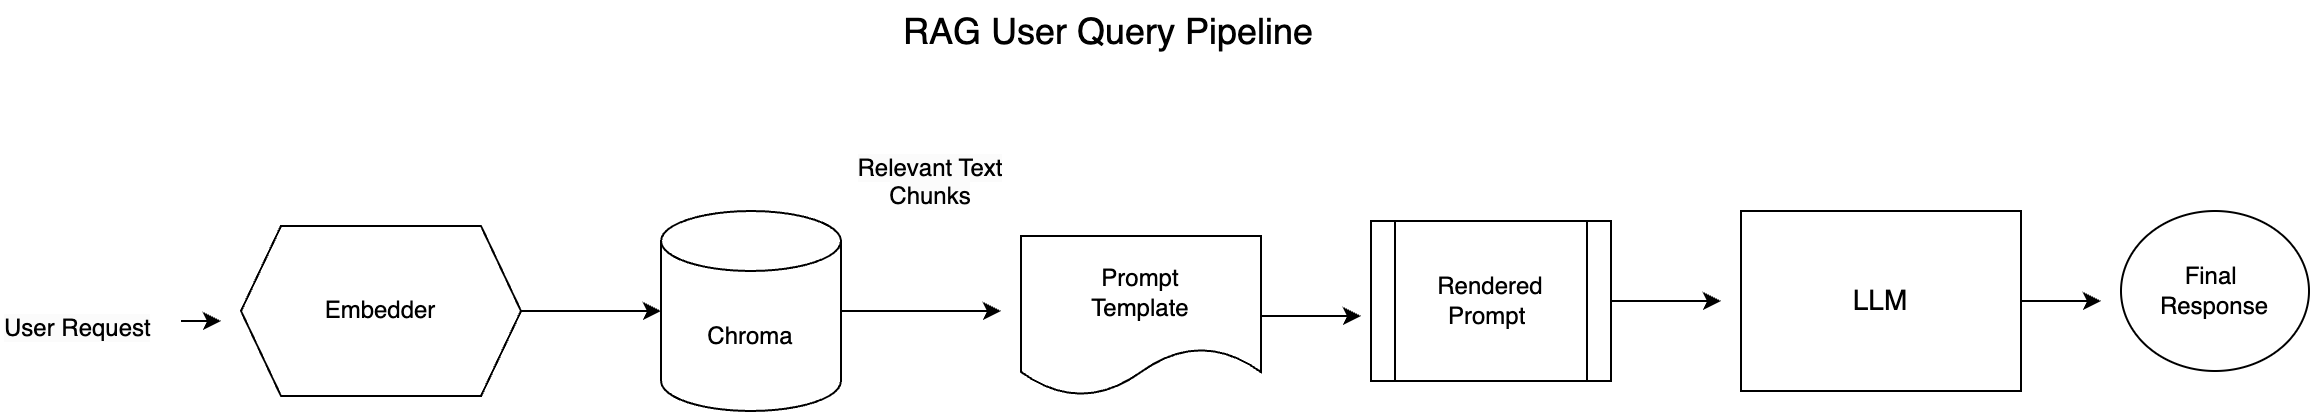 RAG User Query Pipeline
Relevant Text
Chunks
User Request
Embedder
Chroma
Prompt
Template
Rendered
Prompt
LLM
Final
Response